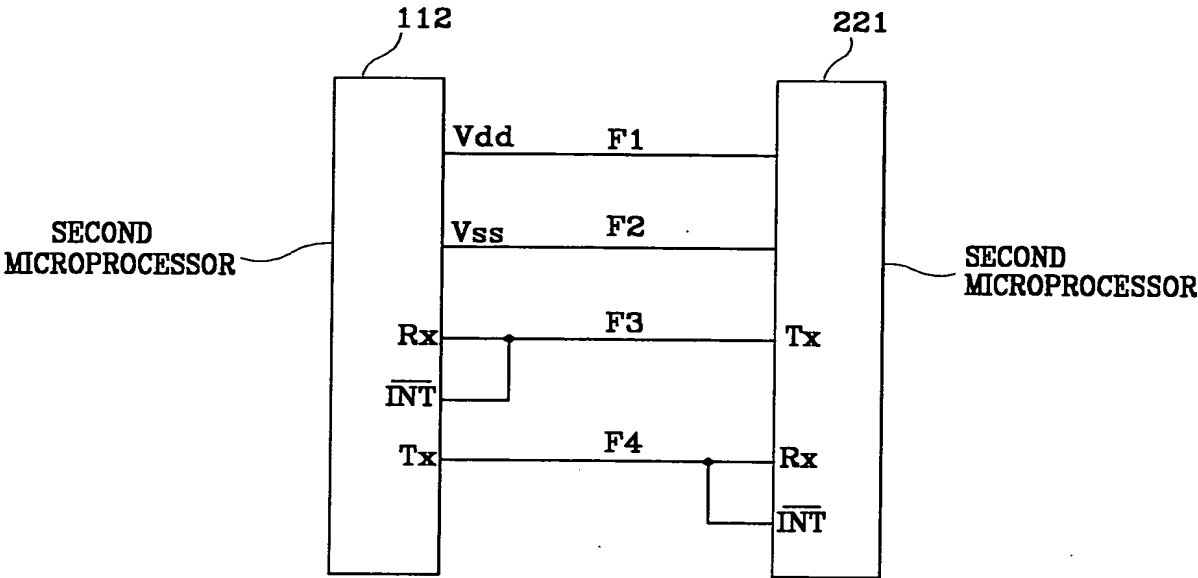 112
221
Vdd
F1
Vss
F2
SECOND
MICROPROCESSOR
SECOND
MICROPROCESSOR
Rx
F3
Tx
INT
Tx
F4
Rx
INT